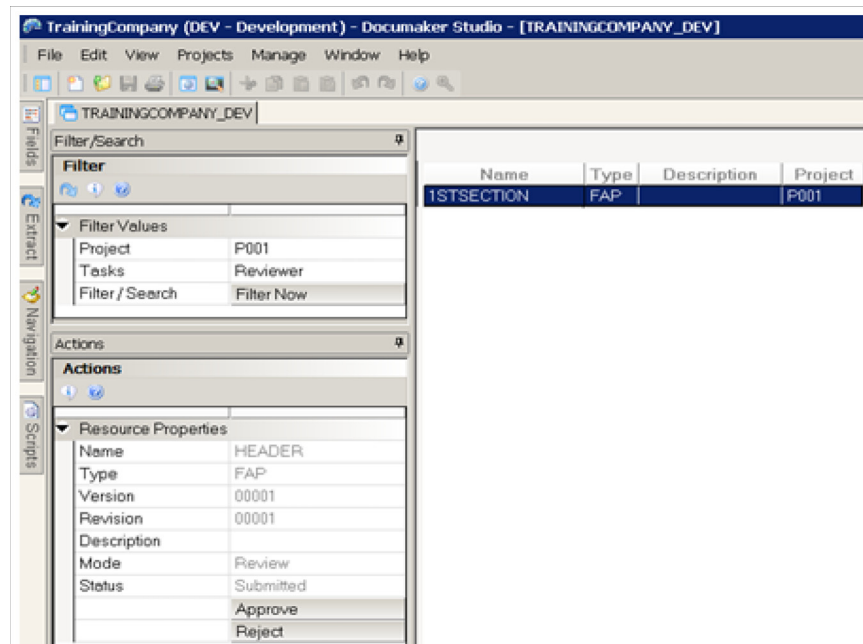 TrainingCompany (DEV - Development) - Documaker Studio - [TRAININGCOMPANY_DEV]
File Edit View Projects Manage Window Help
TRAININGCOMPANY_DEV
Fields
Extract
Navigation
Scripts
Filter/Search
Filter
Filter Values
Project P001
Tasks Reviewer
Filter / Search Filter Now
Actions
Actions
Resource Properties
Name HEADER
Type FAP
Version 00001
Revision 00001
Description
Mode Review
Status Submitted
Approve
Reject
Name Type Description Project
1STSECTION FAP P001